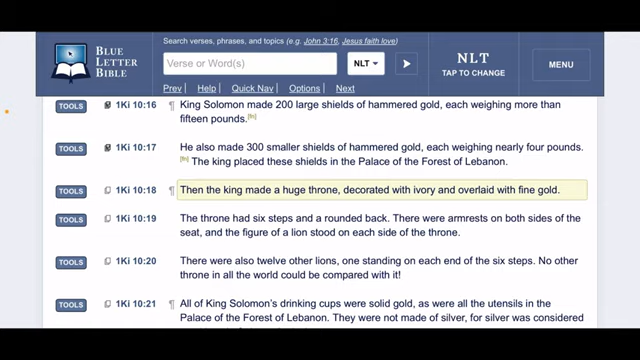 BLUE
LETTER
BIBLE
Search verses, phrases, and topics (e.g. John 3:16, Jesus faith love)
Verse or Word(s)
NLT
Prev | Help | Quick Nav | Options | Next
NLT
TAP TO CHANGE
MENU
TOOLS 1Ki 10:16 ¶ King Solomon made 200 large shields of hammered gold, each weighing more than
fifteen pounds.[fn]
TOOLS 1Ki 10:17 He also made 300 smaller shields of hammered gold, each weighing nearly four pounds.
[fn] The king placed these shields in the Palace of the Forest of Lebanon.
TOOLS 1Ki 10:18 ¶ Then the king made a huge throne, decorated with ivory and overlaid with fine gold.
TOOLS 1Ki 10:19 The throne had six steps and a rounded back. There were armrests on both sides of the
seat, and the figure of a lion stood on each side of the throne.
TOOLS 1Ki 10:20 There were also twelve other lions, one standing on each end of the six steps. No other
throne in all the world could be compared with it!
TOOLS 1Ki 10:21 ¶ All of King Solomon's drinking cups were solid gold, as were all the utensils in the
Palace of the Forest of Lebanon. They were not made of silver, for silver was considered